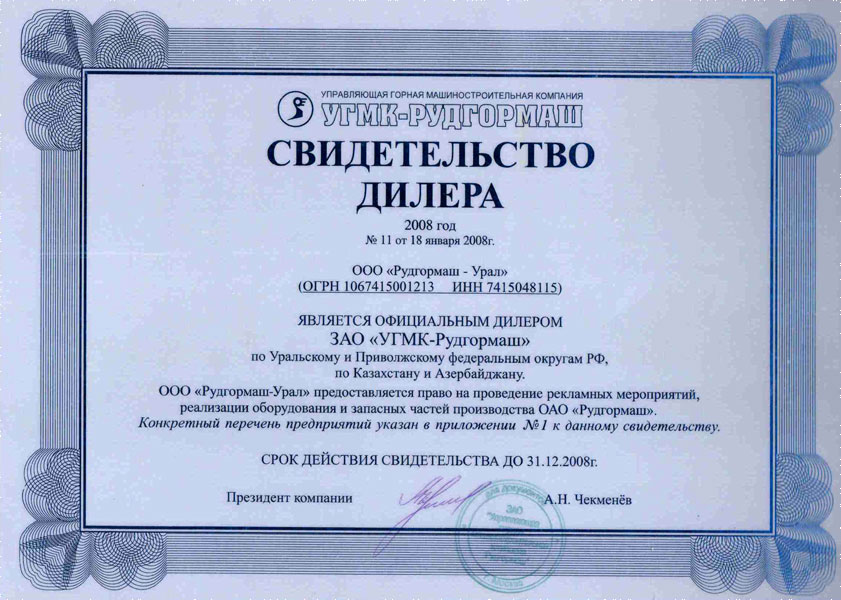 УПРАВЛЯЮЩАЯ ГОРНАЯ МАШИНОСТРОИТЕЛЬНАЯ КОМПАНИЯ
УГМК-РУДГОРМАШ
СВИДЕТЕЛЬСТВО
ДИЛЕРА
2008 год
№ 11 от 18 января 2008г.
ООО «Рудгормаш - Урал»
(ОГРН 1067415001213 ИНН 7415048115)
ЯВЛЯЕТСЯ ОФИЦИАЛЬНЫМ ДИЛЕРОМ
ЗАО «УГМК-Рудгормаш»
по Уральскому и Приволжскому федеральным округам РФ,
по Казахстану и Азербайджану.
ООО «Рудгормаш-Урал» предоставляется право на проведение рекламных мероприятий,
реализации оборудования и запасных частей производства ОАО «Рудгормаш».
Конкретный перечень предприятий указан в приложении №1 к данному свидетельству.
СРОК ДЕЙСТВИЯ СВИДЕТЕЛЬСТВА ДО 31.12.2008г.
Президент компании А.Н. Чекменёв
Для документов
ЗАО